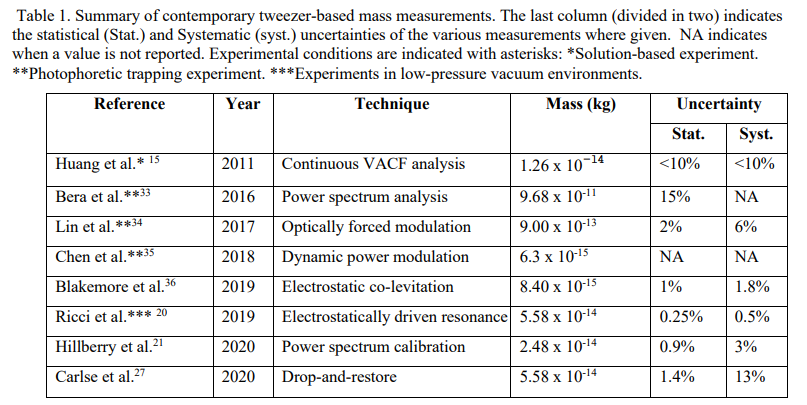 Table 1. Summary of contemporary tweezer-based mass measurements. The last column (divided in two) indicates
the statistical (Stat.) and Systematic (syst.) uncertainties of the various measurements where given. NA indicates
when a value is not reported. Experimental conditions are indicated with asterisks: *Solution-based experiment.
**Photophoretic trapping experiment. ***Experiments in low-pressure vacuum environments.
Reference Year Technique Mass (kg) Uncertainty
Stat. Syst.
Huang et al.* ¹⁵ 2011 Continuous VACF analysis 1.26 x 10⁻¹⁴ <10% <10%
Bera et al.**³³ 2016 Power spectrum analysis 9.68 x 10⁻¹¹ 15% NA
Lin et al.**³⁴ 2017 Optically forced modulation 9.00 x 10⁻¹³ 2% 6%
Chen et al.**³⁵ 2018 Dynamic power modulation 6.3 x 10⁻¹⁵ NA NA
Blakemore et al.³⁶ 2019 Electrostatic co-levitation 8.40 x 10⁻¹⁵ 1% 1.8%
Ricci et al.*** ²⁰ 2019 Electrostatically driven resonance 5.58 x 10⁻¹⁴ 0.25% 0.5%
Hillberry et al.²¹ 2020 Power spectrum calibration 2.48 x 10⁻¹⁴ 0.9% 3%
Carlse et al.²⁷ 2020 Drop-and-restore 5.58 x 10⁻¹⁴ 1.4% 13%